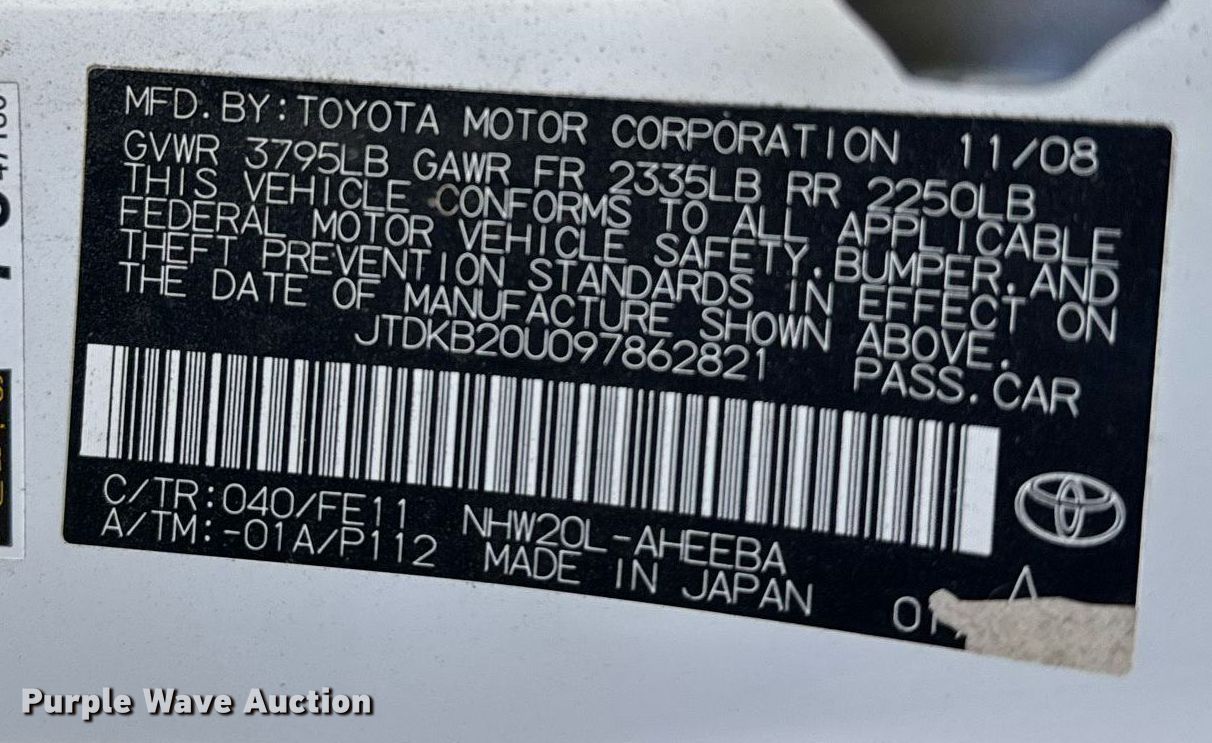 MFD. BY: TOYOTA MOTOR CORPORATION 11/08
GVWR 3795LB GAWR FR 2335LB RR 2250LB
THIS VEHICLE CONFORMS TO ALL APPLICABLE
FEDERAL MOTOR VEHICLE SAFETY. BUMPER. AND
THEFT PREVENTION STANDARDS IN EFFECT ON
THE DATE OF MANUFACTURE SHOWN ABOVE.
JTDKB20U097862821 PASS. CAR
C/TR: 040/FE11 NHW20L-AHEEBA
A/TM: -01A/P112 MADE IN JAPAN
Purple Wave Auction